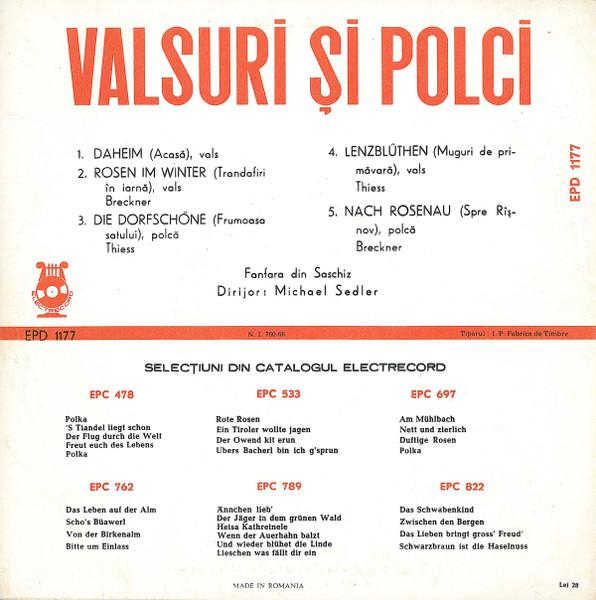 VALSURI ȘI POLCI
1. DAHEIM (Acasă), vals
2. ROSEN IM WINTER (Trandafiri
în iarnă), vals
Breckner
3. DIE DORFSCHÖNE (Frumoasa
satului), polcă
Thiess
4. LENZBLÜTHEN (Muguri de pri-
măvară), vals
Thiess
5. NACH ROSENAU (Spre Rîș-
nov), polcă
Breckner
EPD 1177
Fanfara din Saschiz
Dirijor: Michael Sedler
ELECTRECORD
EPD 1177
N. I. 760-68
Tiparul : I. P. Fabrica de Timbre
SELECȚIUNI DIN CATALOGUL ELECTRECORD
EPC 478
Polka
'S Tiandel liegt schon
Der Flug durch die Welt
Freut euch des Lebens
Polka
EPC 533
Rote Rosen
Ein Tiroler wollte jagen
Der Owend kit erun
Ubers Bacherl bin ich g'sprun
EPC 697
Am Mühlbach
Nett und zierlich
Duftige Rosen
Polka
EPC 762
Das Leben auf der Alm
Scho's Büawerl
Von der Birkenalm
Bitte um Einlass
EPC 789
Ännchen lieb'
Der Jäger in dem grünen Wald
Heisa Kathreinele
Wenn der Auerhahn balzt
Und wieder blühet die Linde
Lieschen was fällt dir ein
EPC 822
Das Schwabenkind
Zwischen den Bergen
Das Lieben bringt gross' Freud'
Schwarzbraun ist die Haselnuss
MADE IN ROMANIA
Lei 28